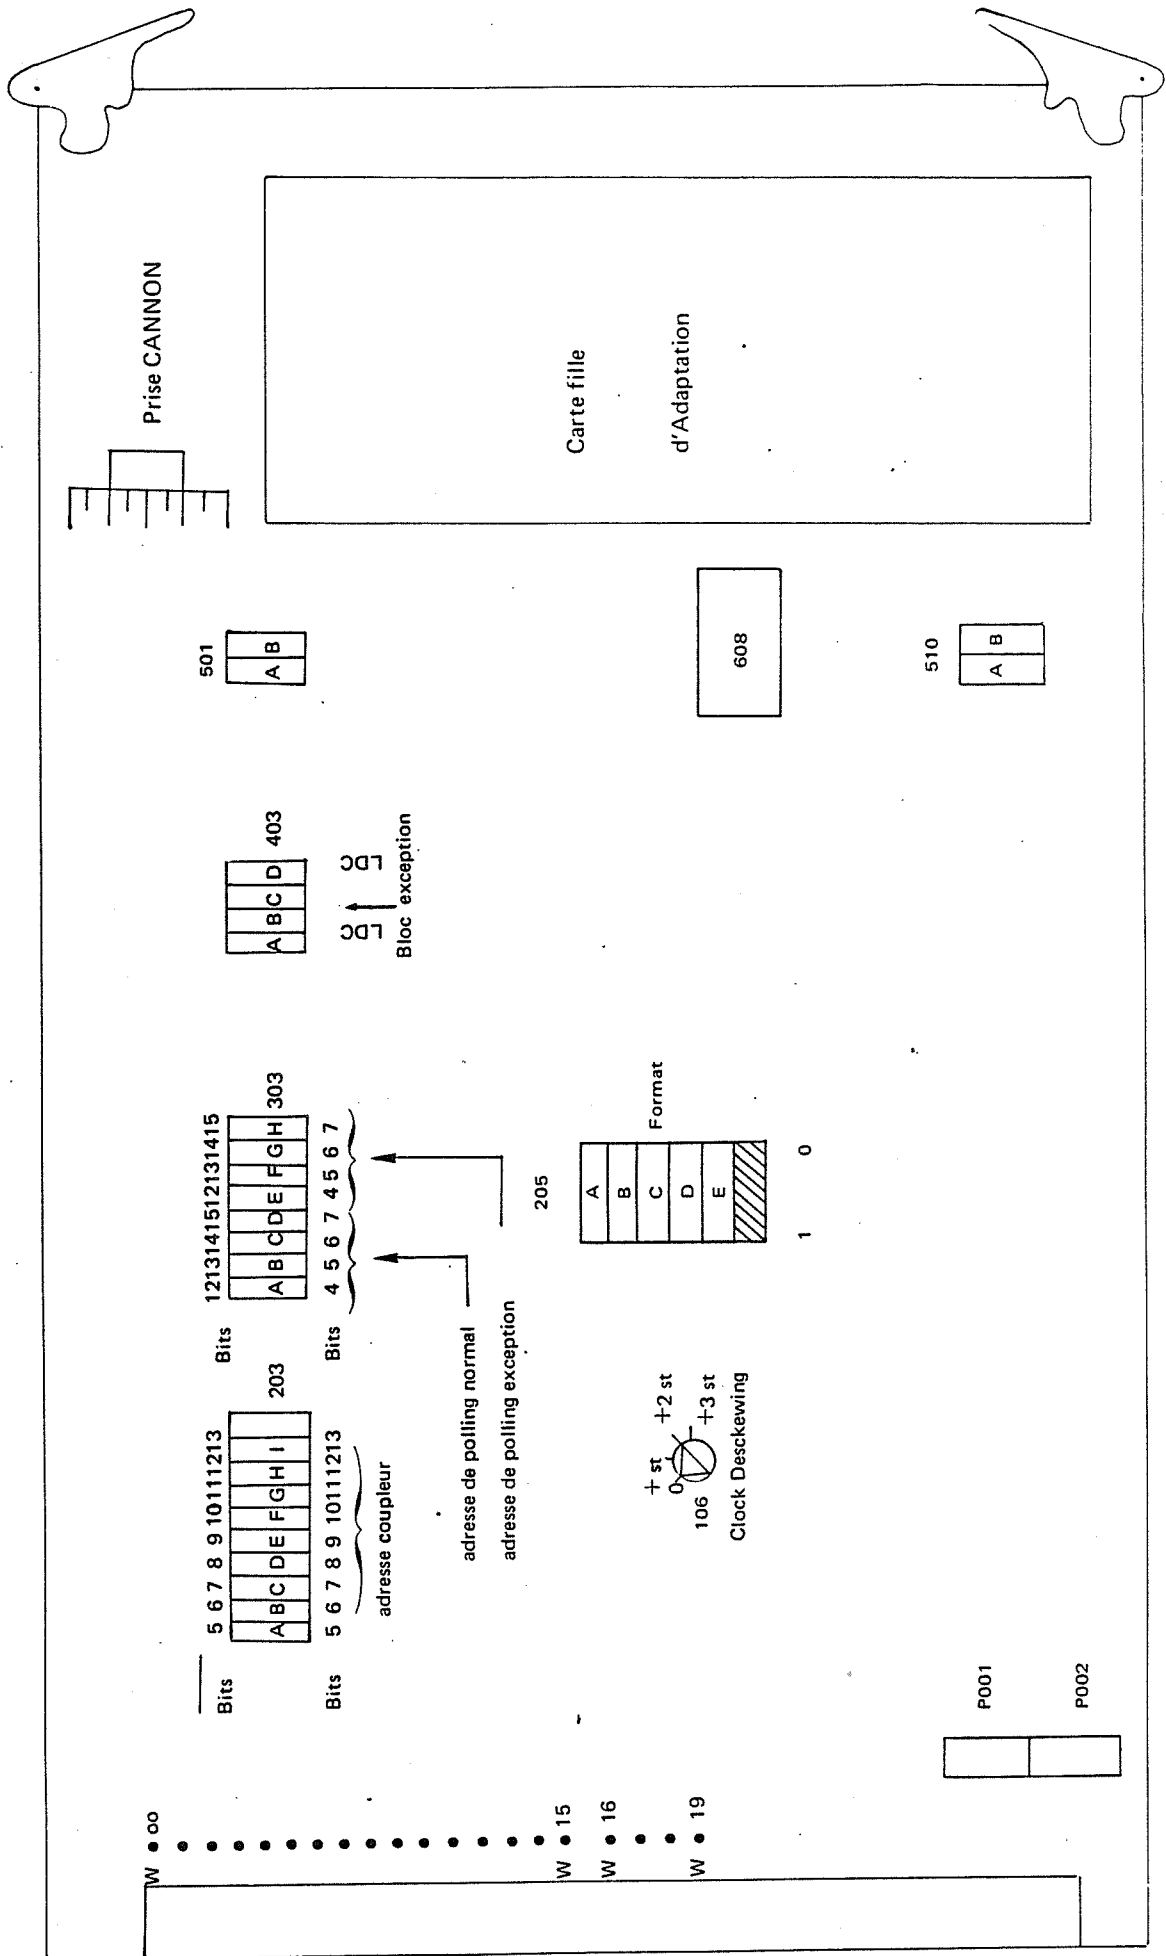 Prise CANNON
Carte fille
d'Adaptation
501
A B
608
510
A B
403
A B C D
LDC LDC
Bloc exception
Bits 12 13 14 15 12 13 14 15
303
A B C D E F G H
Bits 4 5 6 7 4 5 6 7
adresse de polling normal
adresse de polling exception
Bits 5 6 7 8 9 10 11 12 13
203
A B C D E F G H I
Bits 5 6 7 8 9 10 11 12 13
adresse coupleur
205
A
B
C
D
E
Format
1 0
0 + st +2 st +3 st
106
Clock Desckewing
W 00
W 15
W 16
W 19
P001
P002